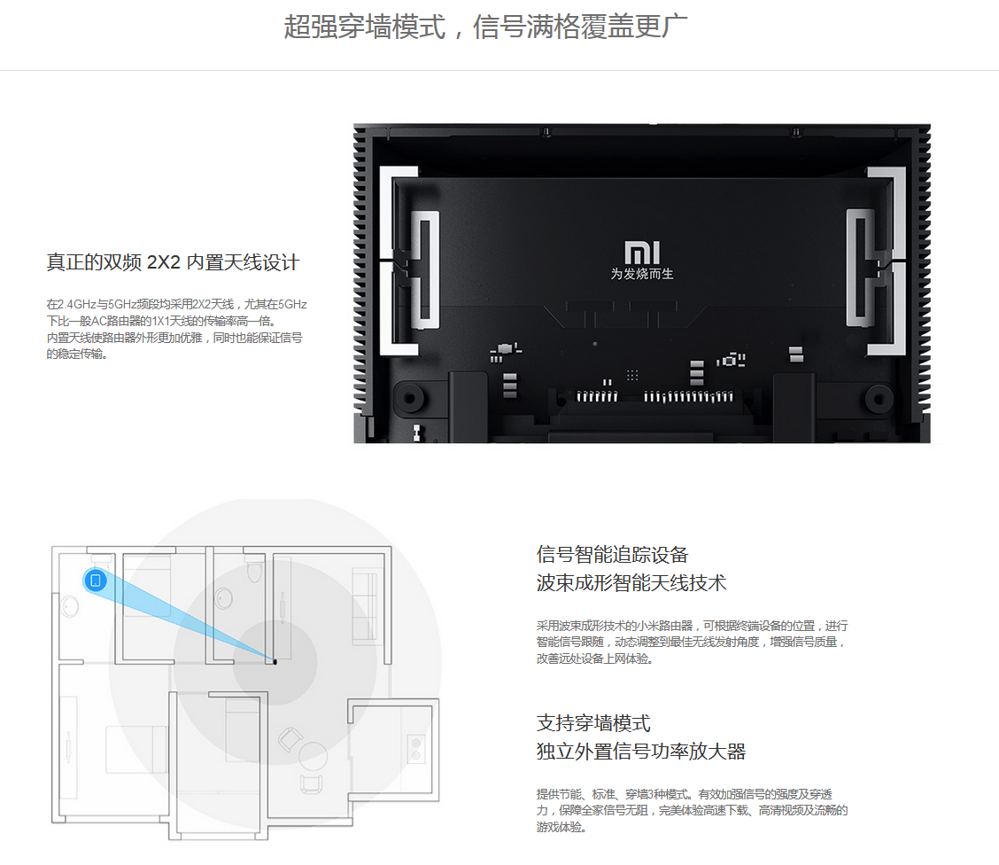 超强穿墙模式，信号满格覆盖更广
真正的双频 2X2 内置天线设计
在2.4GHz与5GHz频段均采用2X2天线，尤其在5GHz
下比一般AC路由器的1X1天线的传输率高一倍。
内置天线使路由器外形更加优雅，同时也能保证信号
的稳定传输。
MI
为发烧而生
信号智能追踪设备
波束成形智能天线技术
采用波束成形技术的小米路由器，可根据终端设备的位置，进行
智能信号跟随，动态调整到最佳无线发射角度，增强信号质量，
改善远处设备上网体验。
支持穿墙模式
独立外置信号功率放大器
提供节能、标准、穿墙3种模式。有效加强信号的强度及穿透
力，保障全家信号无阻，完美体验高速下载、高清视频及流畅的
游戏体验。